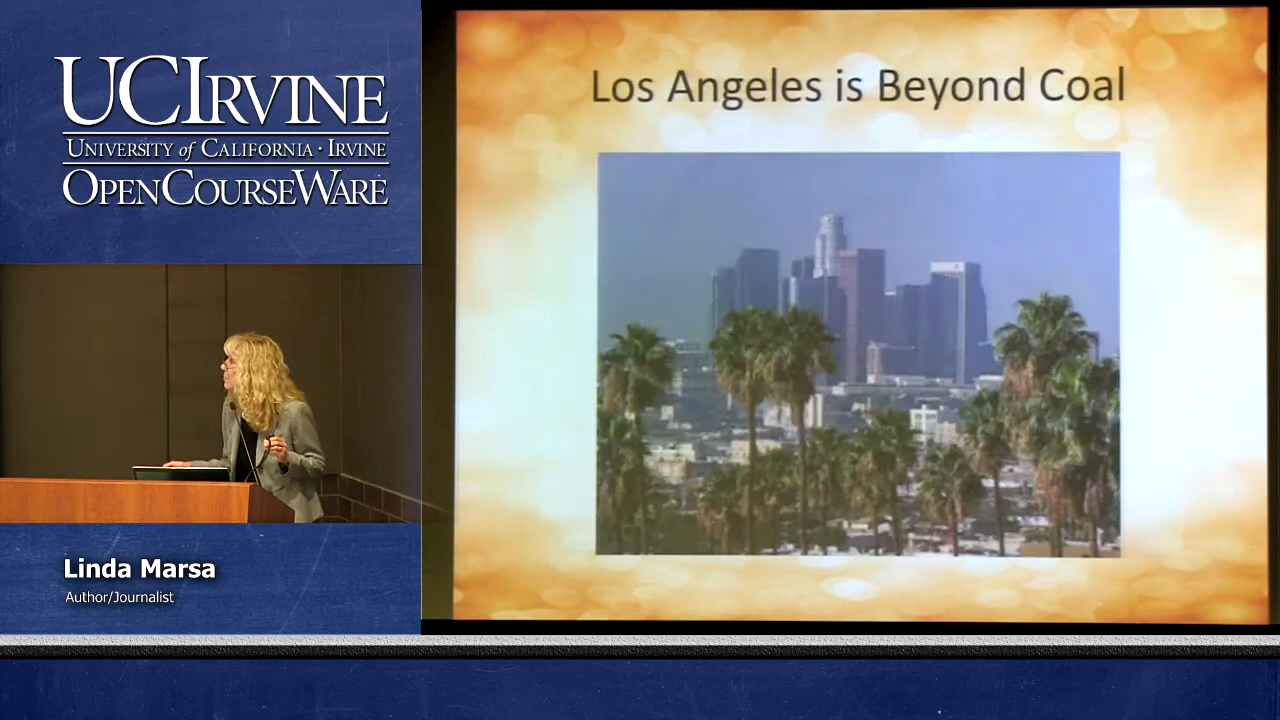 UCIRVINE
UNIVERSITY of CALIFORNIA · IRVINE
OPENCOURSEWARE
Linda Marsa
Author/Journalist
Los Angeles is Beyond Coal